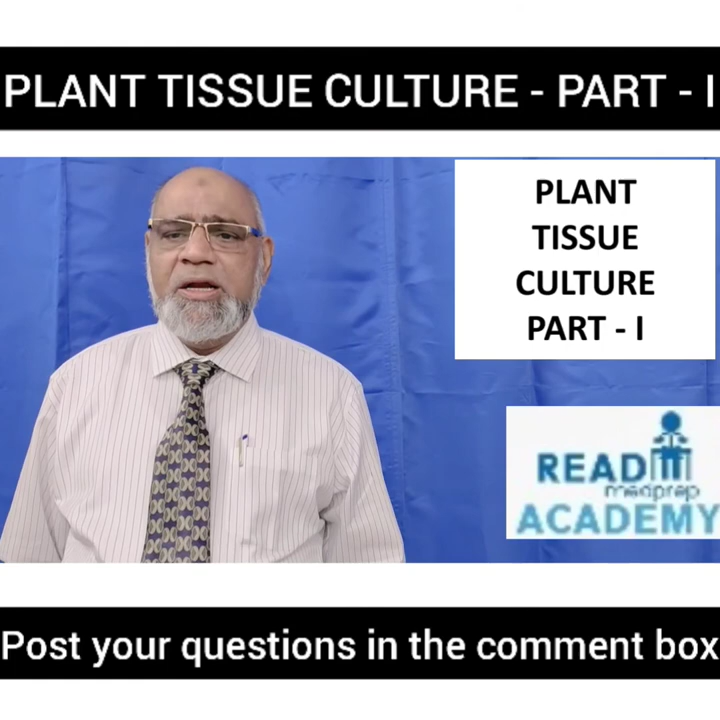 PLANT TISSUE CULTURE - PART - I
PLANT
TISSUE
CULTURE
PART - I
READ
medprep
ACADEMY
Post your questions in the comment box